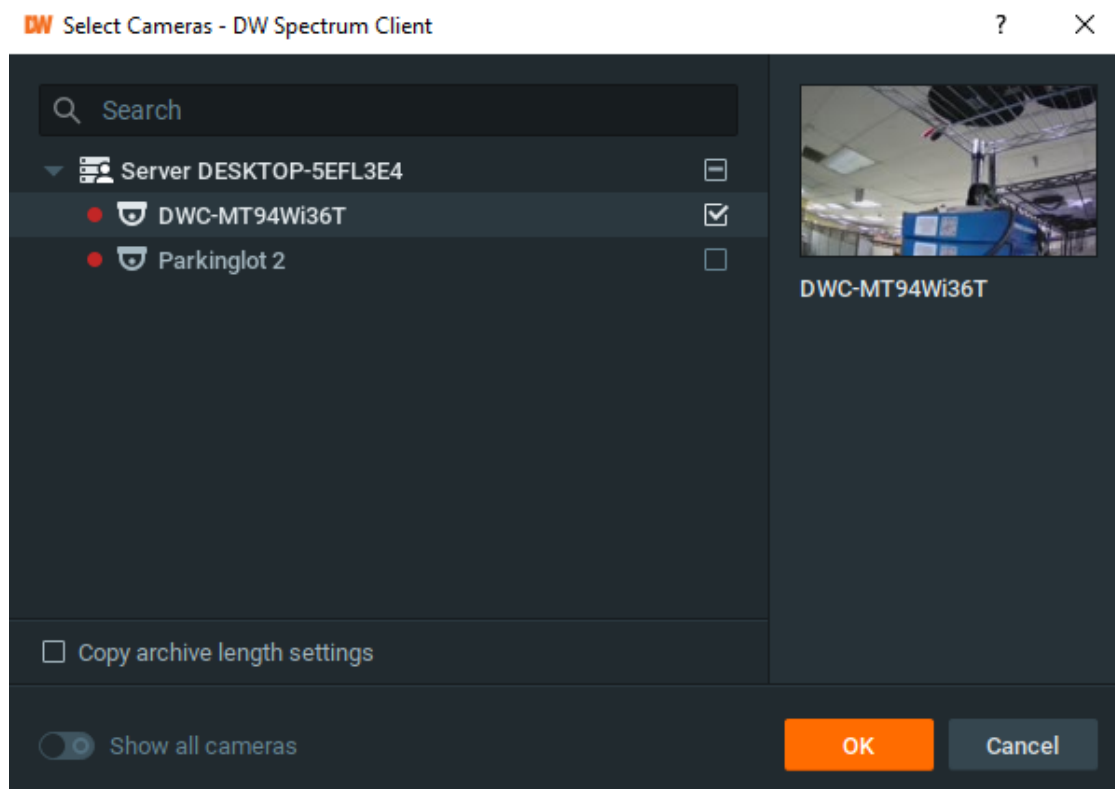 DW Select Cameras - DW Spectrum Client ?
Search
Server DESKTOP-5EFL3E4
DWC-MT94Wi36T
Parkinglot 2
DWC-MT94Wi36T
Copy archive length settings
Show all cameras
OK Cancel